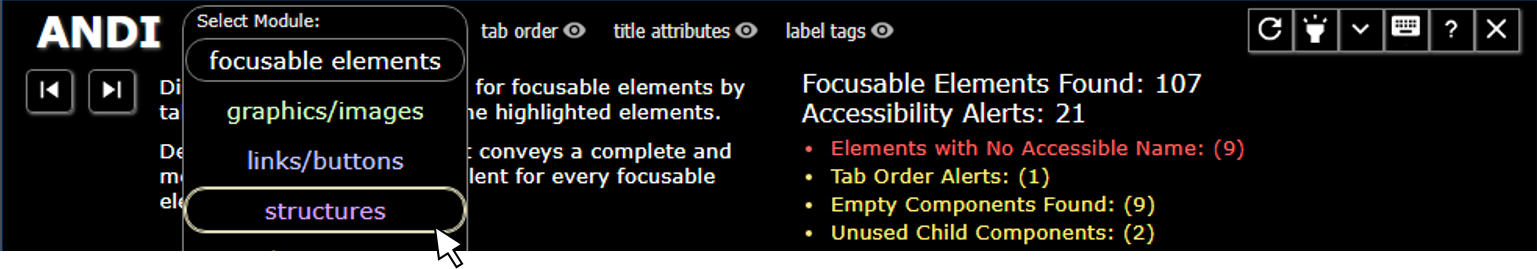 ANDI
Select Module:
focusable elements
graphics/images
links/buttons
structures
tab order title attributes label tags
?
Di for focusable elements by
ta e highlighted elements.
De conveys a complete and
m lent for every focusable
ele
Focusable Elements Found: 107
Accessibility Alerts: 21
• Elements with No Accessible Name: (9)
• Tab Order Alerts: (1)
• Empty Components Found: (9)
• Unused Child Components: (2)